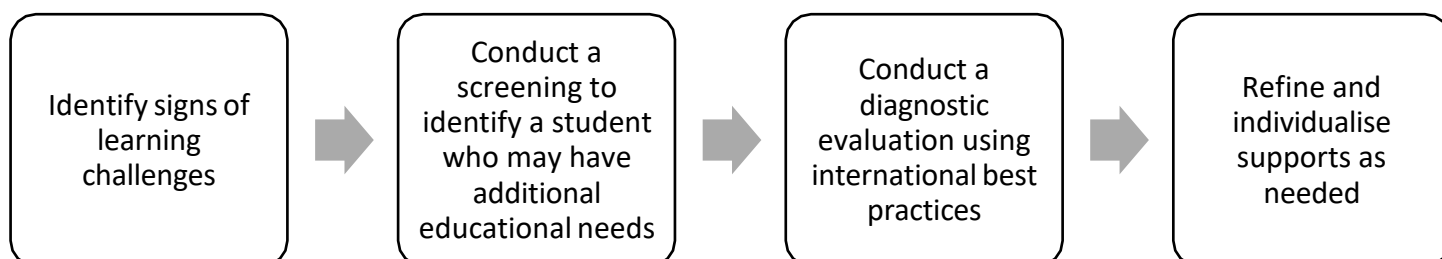 Identify signs of
learning
challenges
Conduct a
screening to
identify a student
who may have
additional
educational needs
Conduct a
diagnostic
evaluation using
international best
practices
Refine and
individualise
supports as
needed